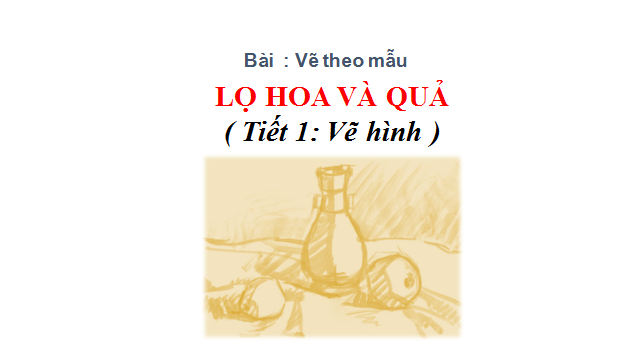 Bài : Vẽ theo mẫu
LỌ HOA VÀ QUẢ
( Tiết 1: Vẽ hình )